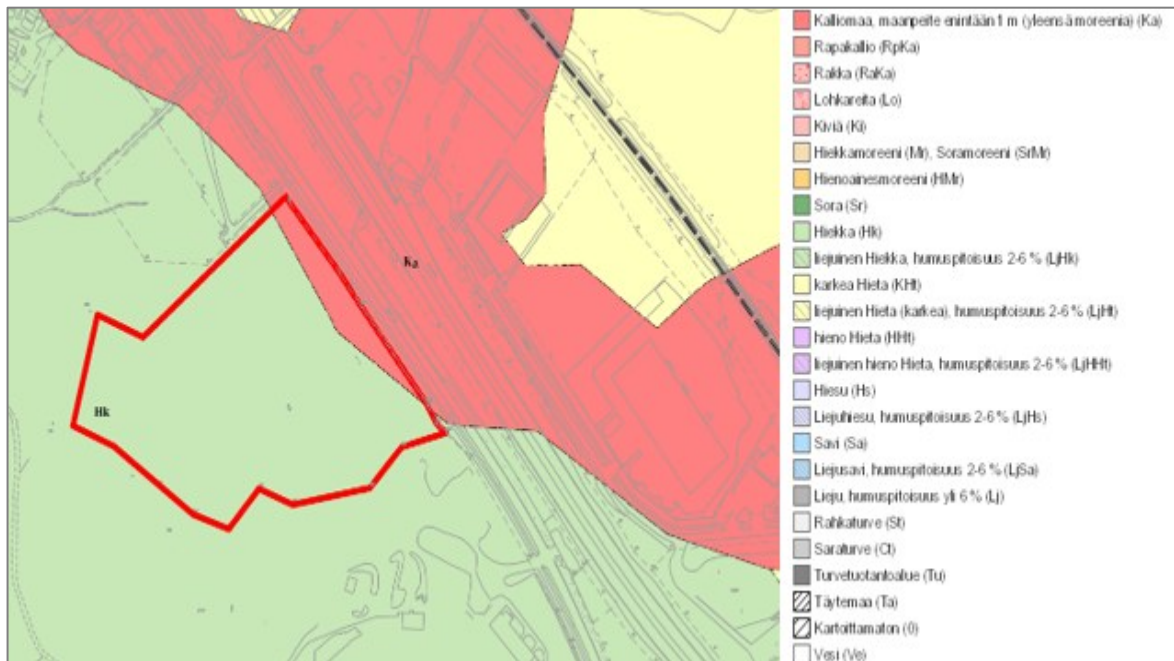 Ka
Hk
Kalliomaa, maanpeite enintään 1 m (yleensä moreenia) (Ka)
Rapakallio (RpKa)
Rakka (RaKa)
Lohkareita (Lo)
Kiviä (Ki)
Hiekkamoreeni (Mr), Soramoreeni (SrMr)
Hienoainesmoreeni (HMr)
Sora (Sr)
Hiekka (Hk)
liejuinen Hiekka, humuspitoisuus 2-6 % (LjHk)
karkea Hieta (KHt)
liejuinen Hieta (karkea), humuspitoisuus 2-6 % (LjHt)
hieno Hieta (HHt)
liejuinen hieno Hieta, humuspitoisuus 2-6 % (LjHHt)
Hiesu (Hs)
Liejuhiesu, humuspitoisuus 2-6 % (LjHs)
Savi (Sa)
Liejusavi, humuspitoisuus 2-6 % (LjSa)
Lieju, humuspitoisuus yli 6 % (Lj)
Rahkaturve (St)
Saraturve (Ct)
Turvetuotantoalue (Tu)
Täytemaa (Ta)
Kartoittamaton (0)
Vesi (Ve)